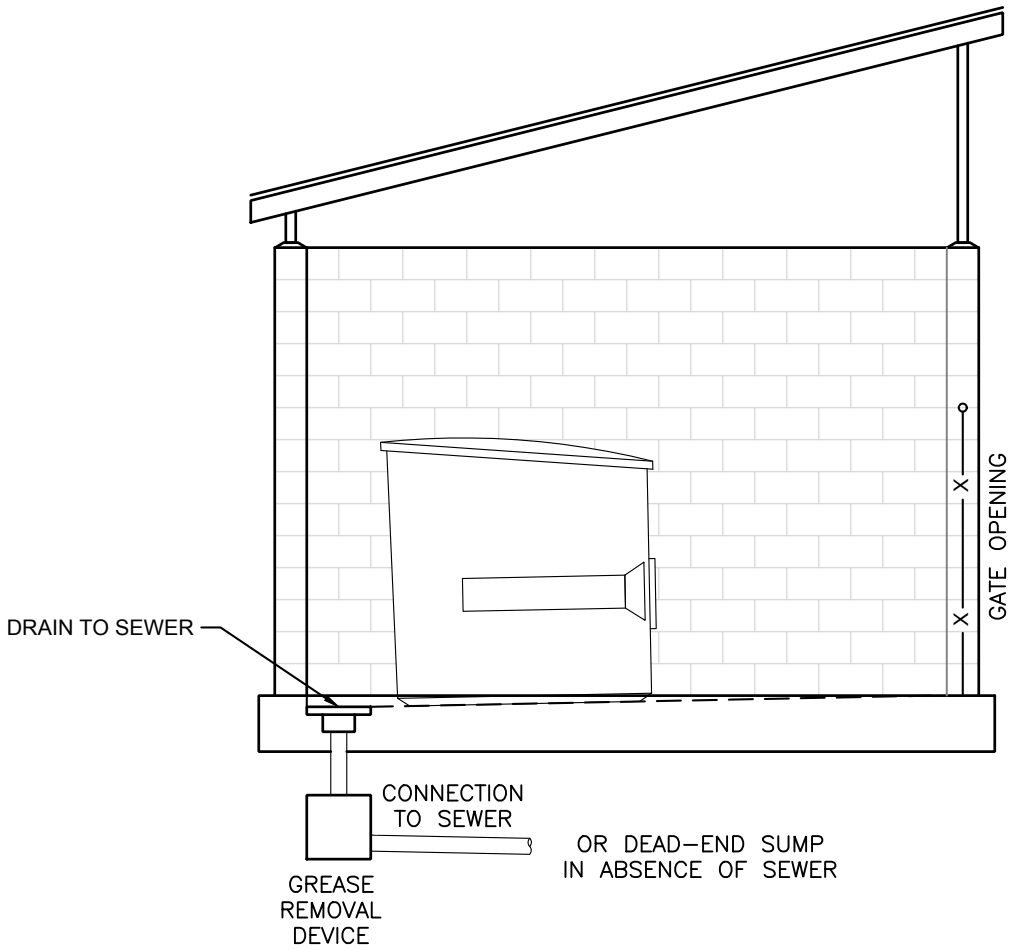 GATE OPENING
DRAIN TO SEWER
CONNECTION
TO SEWER
OR DEAD-END SUMP
IN ABSENCE OF SEWER
GREASE
REMOVAL
DEVICE